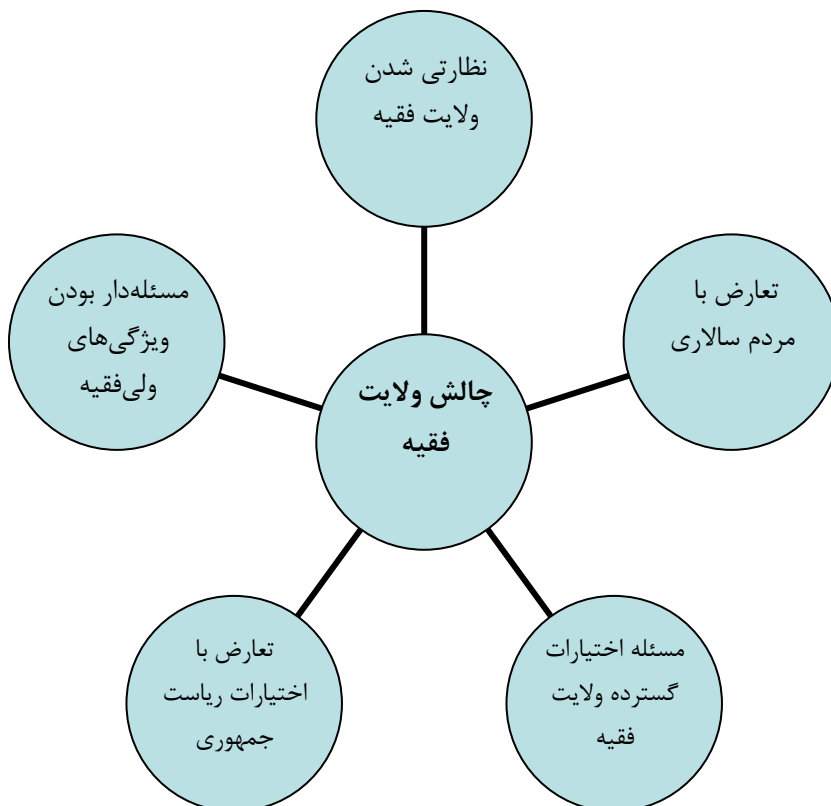 نظارتی شدن
ولایت فقیه
تعارض با
مردم سالاری
مسئله‌دار بودن
ویژگی‌های
ولی‌فقیه
چالش ولایت
فقیه
مسئله اختیارات
گسترده ولایت
فقیه
تعارض با
اختیارات ریاست
جمهوری